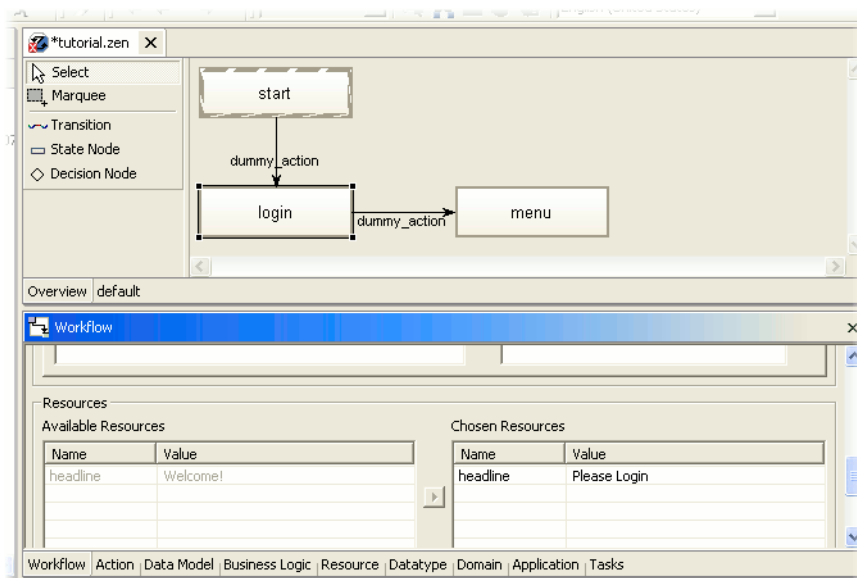 *tutorial.zen
Select
Marquee
Transition
State Node
Decision Node
start
dummy_action
login
dummy_action
menu
Overview default
Workflow
Resources
Available Resources
Name Value
headline Welcome!
Chosen Resources
Name Value
headline Please Login
Workflow Action Data Model Business Logic Resource Datatype Domain Application Tasks